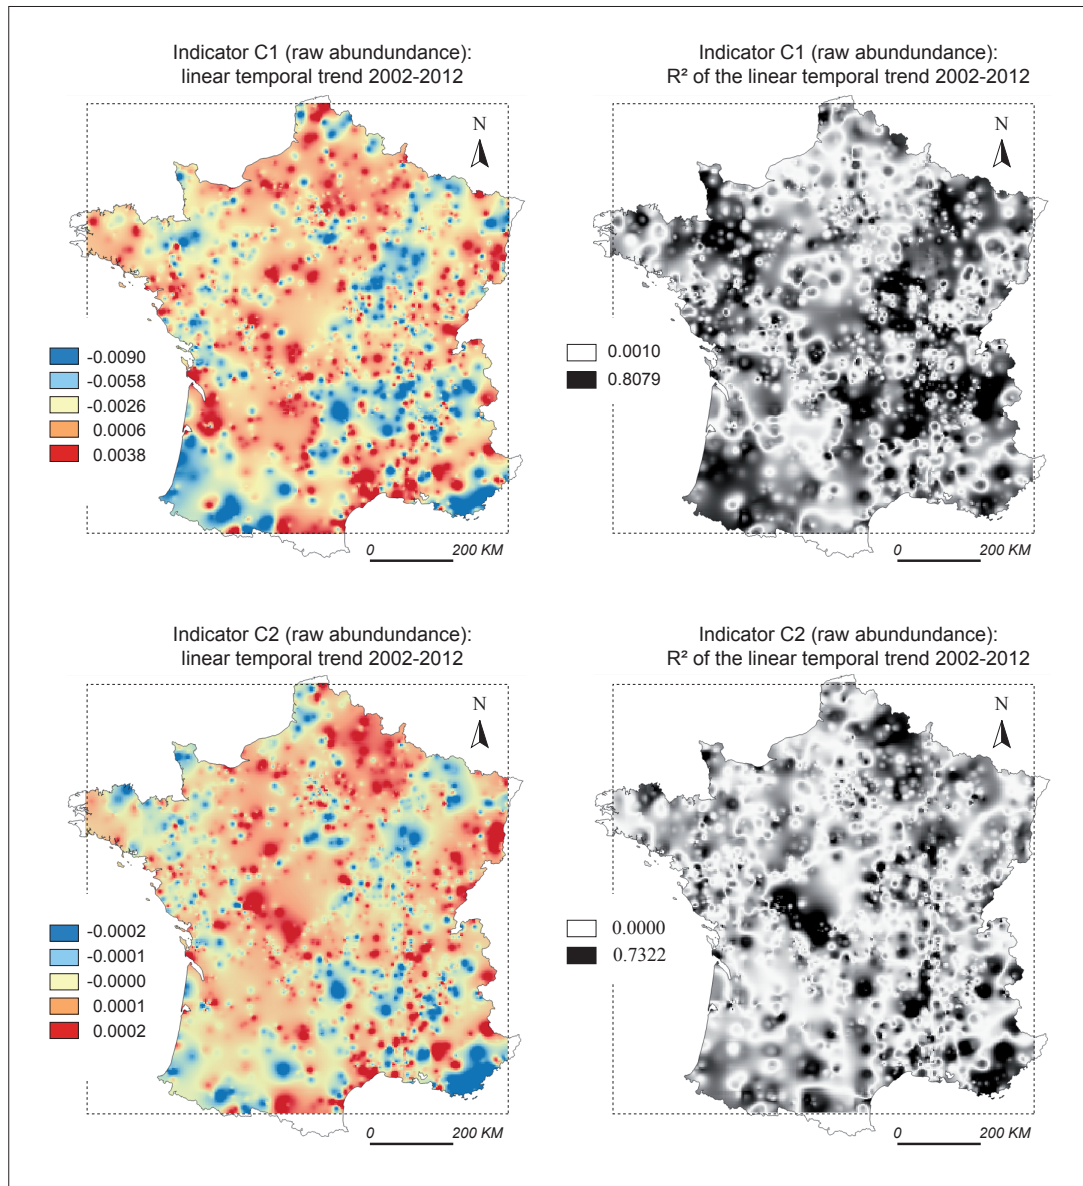 Indicator C1 (raw abundundance):
linear temporal trend 2002-2012
N
-0.0090
-0.0058
-0.0026
0.0006
0.0038
0 200 KM
Indicator C1 (raw abundundance):
R² of the linear temporal trend 2002-2012
N
0.0010
0.8079
0 200 KM
Indicator C2 (raw abundundance):
linear temporal trend 2002-2012
N
-0.0002
-0.0001
-0.0000
0.0001
0.0002
0 200 KM
Indicator C2 (raw abundundance):
R² of the linear temporal trend 2002-2012
N
0.0000
0.7322
0 200 KM